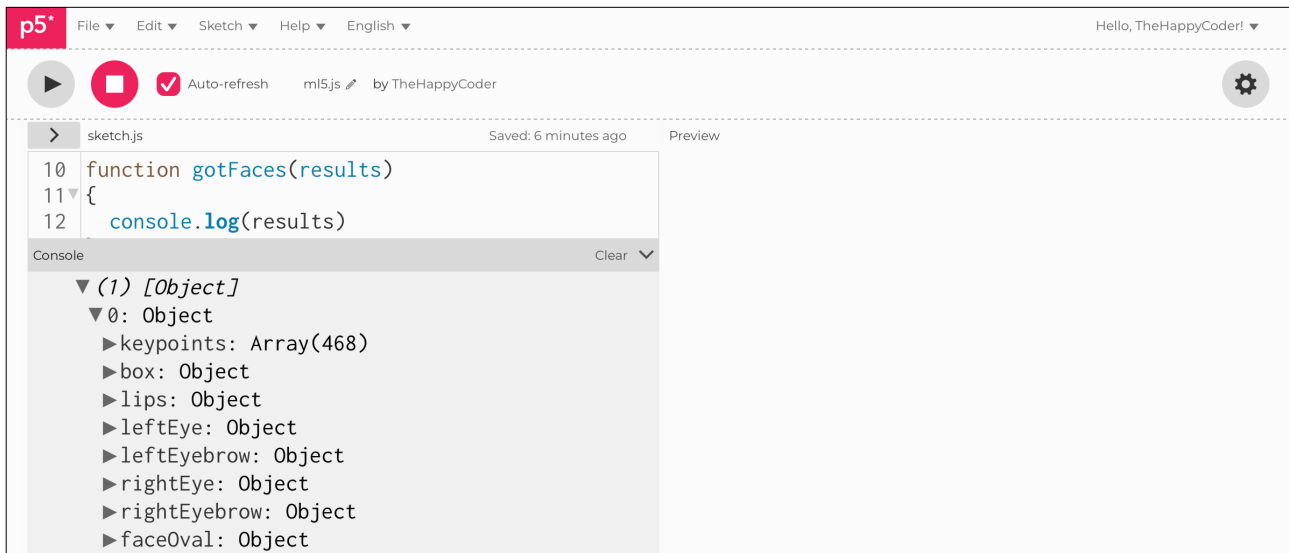 p5* File ▼ Edit ▼ Sketch ▼ Help ▼ English ▼ Hello, TheHappyCoder! ▼
Auto-refresh ml5.js by TheHappyCoder
> sketch.js Saved: 6 minutes ago Preview
10 function gotFaces(results)
11 {
12 console.log(results)
Console Clear
▼ (1) [Object]
▼ 0: Object
▶ keypoints: Array(468)
▶ box: Object
▶ lips: Object
▶ leftEye: Object
▶ leftEyebrow: Object
▶ rightEye: Object
▶ rightEyebrow: Object
▶ faceOval: Object